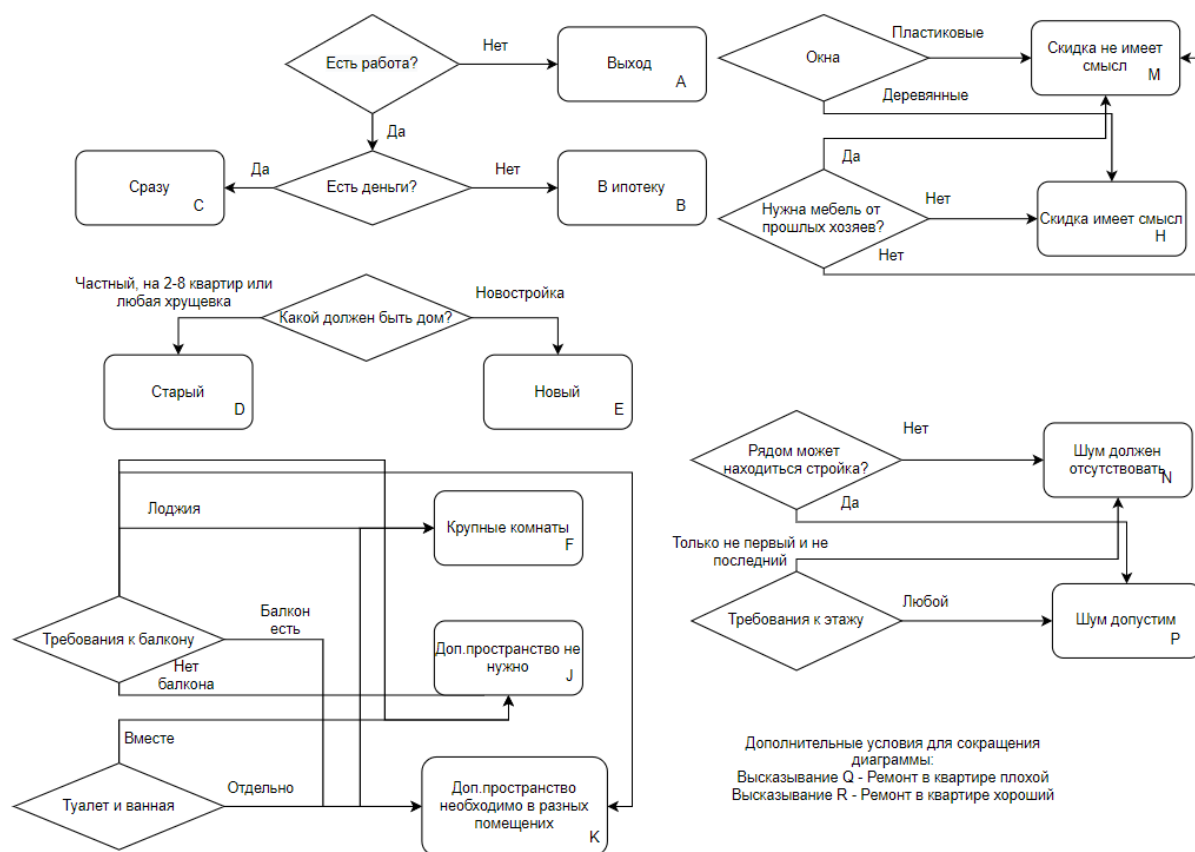 Есть работа?
Нет
Выход
A
Да
Есть деньги?
Да
Сразу
C
Нет
В ипотеку
B
Окна
Пластиковые
Скидка не имеет
смысл
M
Деревянные
Да
Нужна мебель от
прошлых хозяев?
Нет
Скидка имеет смысл
H
Нет
Частный, на 2-8 квартир или
любая хрущевка
Какой должен быть дом?
Новостройка
Старый
D
Новый
E
Рядом может
находиться стройка?
Нет
Шум должен
отсутствовать
N
Да
Только не первый и не
последний
Требования к этажу
Любой
Шум допустим
P
Лоджия
Крупные комнаты
F
Требования к балкону
Балкон
есть
Нет
балкона
Доп.пространство не
нужно
J
Вместе
Туалет и ванная
Отдельно
Доп.пространство
необходимо в разных
помещениях
K
Дополнительные условия для сокращения
диаграммы:
Высказывание Q - Ремонт в квартире плохой
Высказывание R - Ремонт в квартире хороший